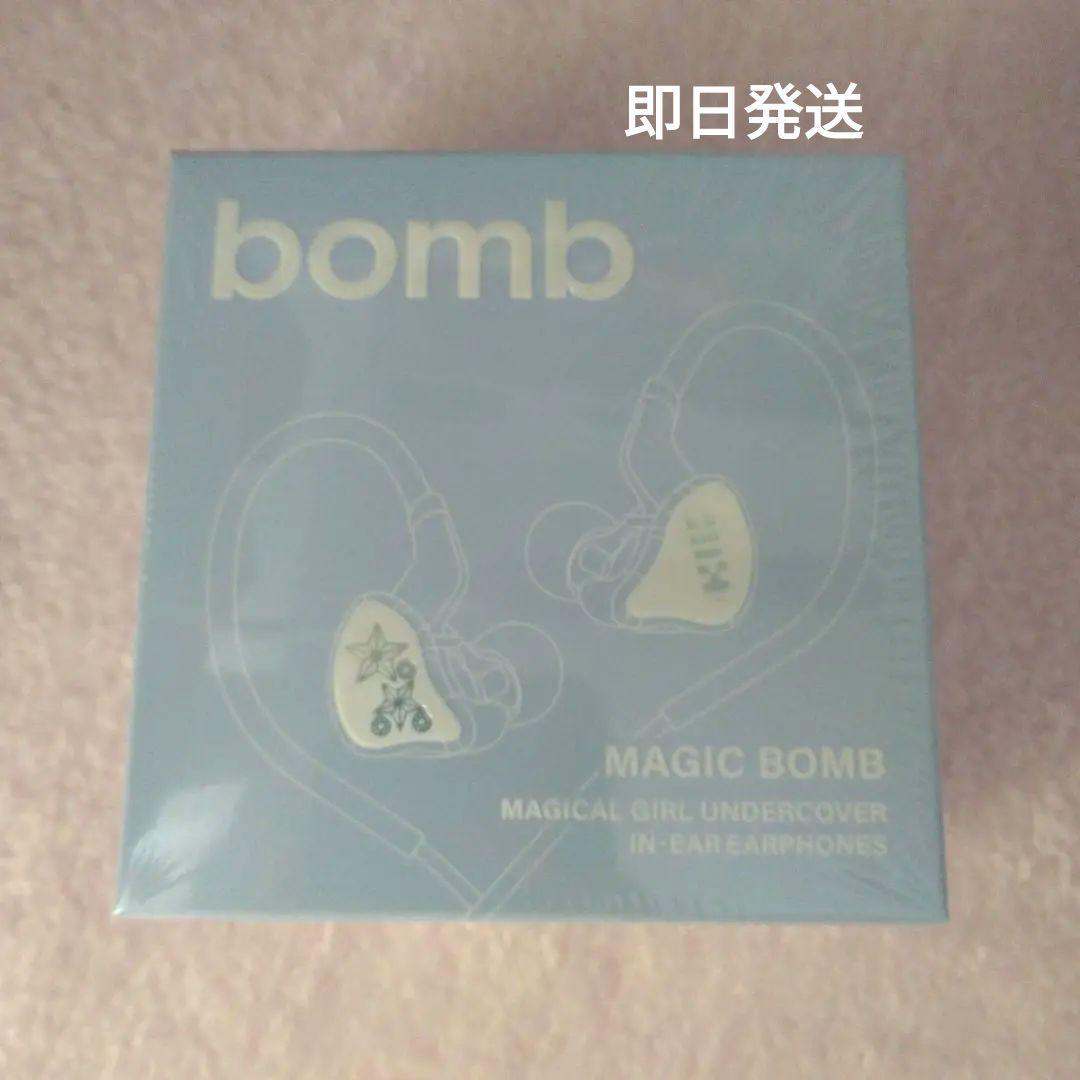 即日発送
bomb
MAGIC BOMB
MAGICAL GIRL UNDERCOVER
IN-EAR EARPHONES